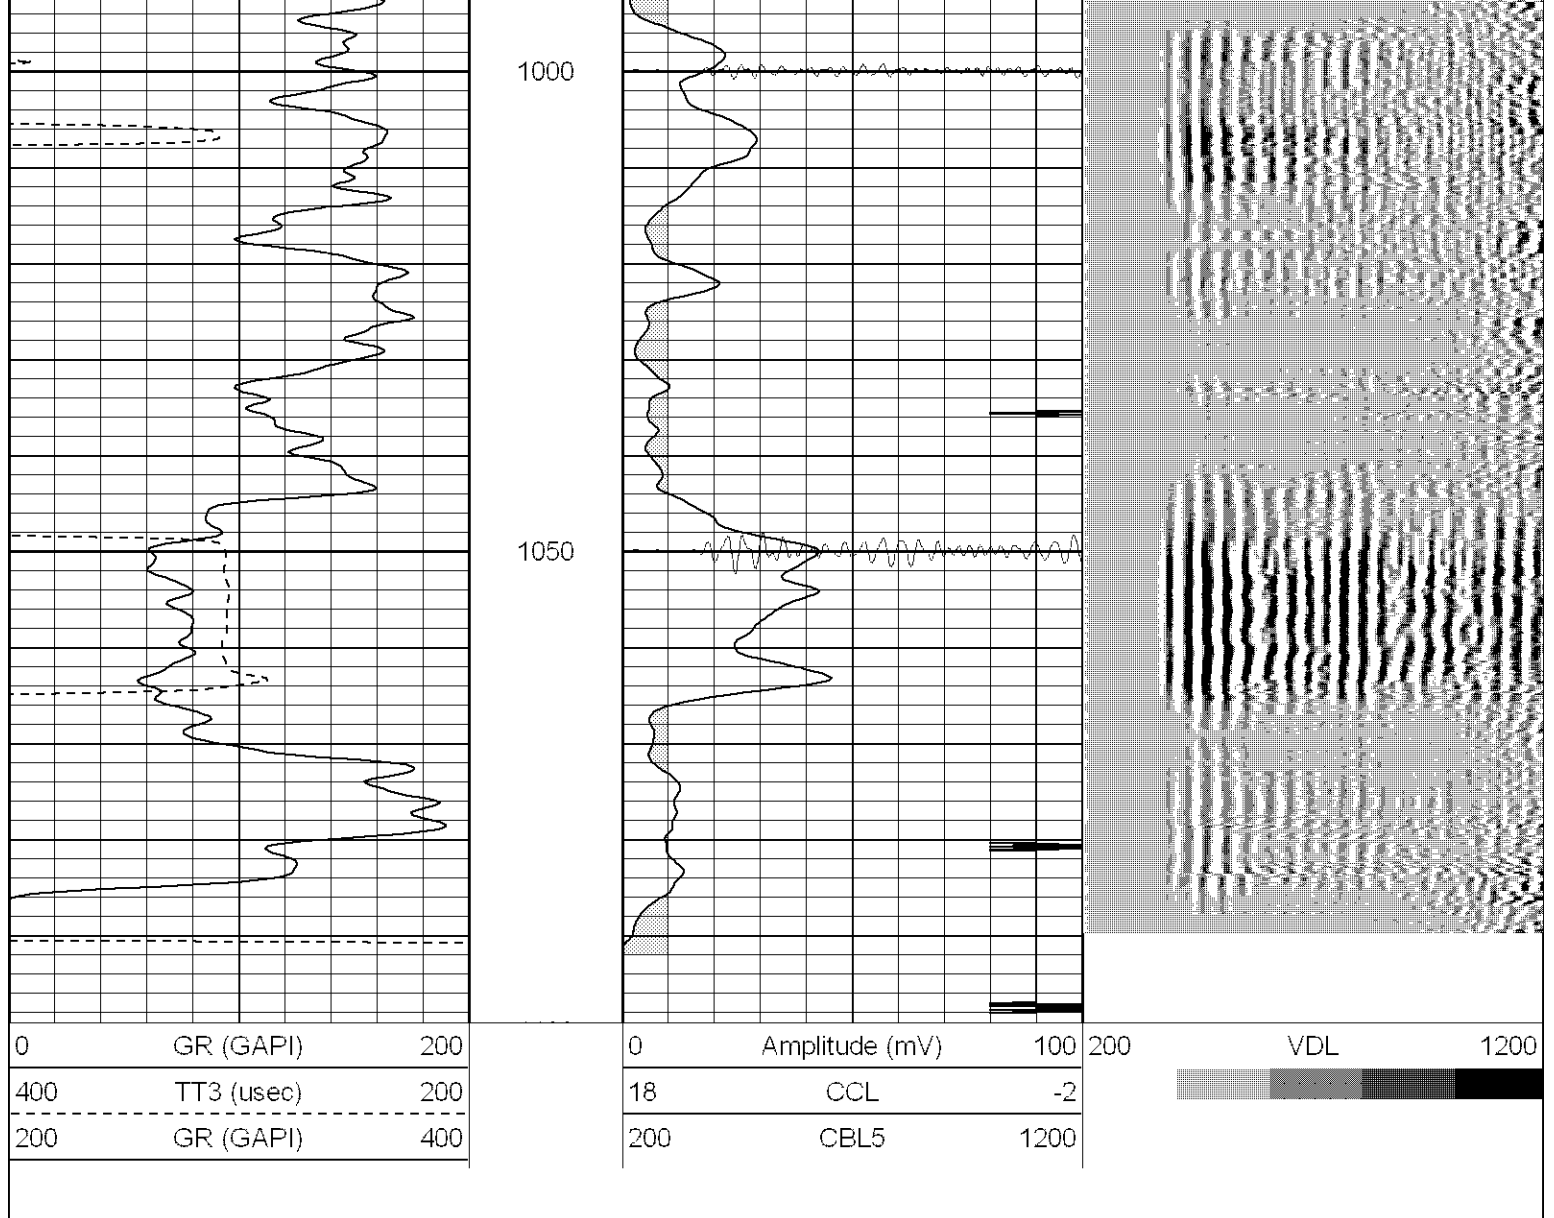 1000
1050
0 GR (GAPI) 200
0 Amplitude (mV) 100
200 VDL 1200
400 TT3 (usec) 200
18 CCL -2
200 GR (GAPI) 400
200 CBL5 1200